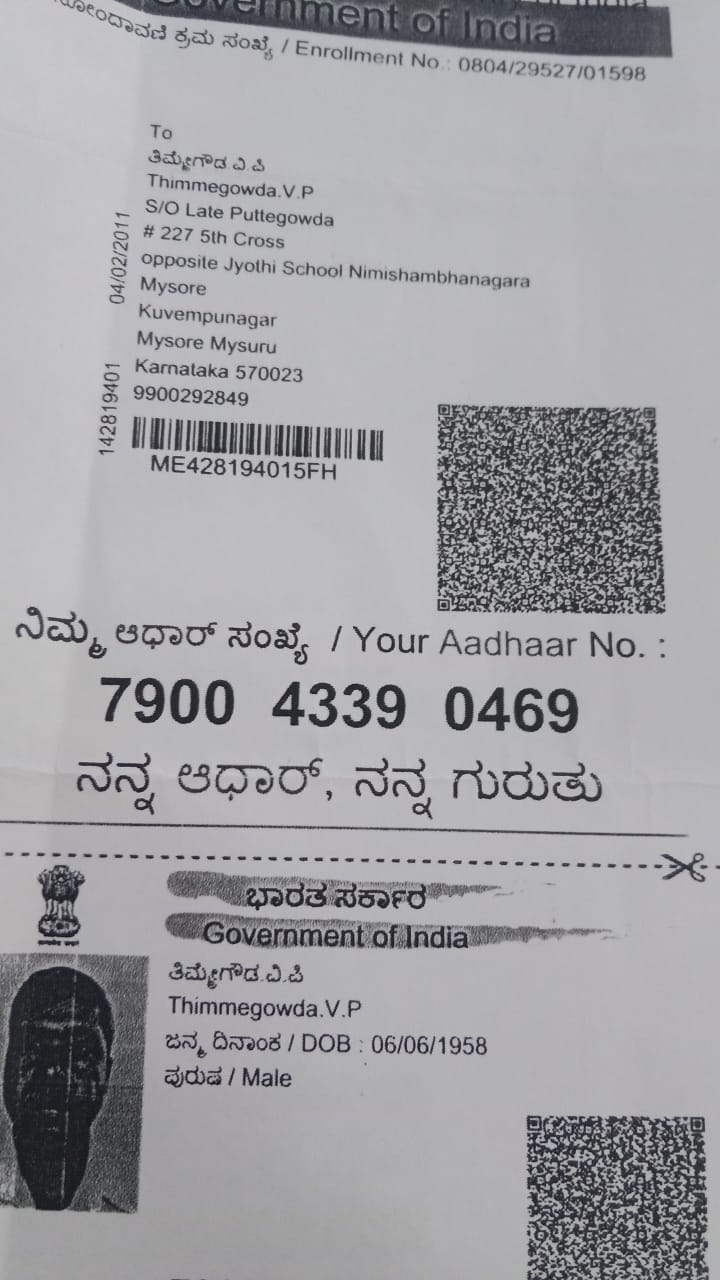 Government of India
ನೋಂದಾವಣಿ ಕ್ರಮ ಸಂಖ್ಯೆ / Enrollment No.: 0804/29527/01598
To
ತಿಮ್ಮೇಗೌಡ ವಿ.ಪಿ
Thimmegowda.V.P
S/O Late Puttegowda
# 227 5th Cross
opposite Jyothi School Nimishambhanagara
Mysore
Kuvempunagar
Mysore Mysuru
Karnataka 570023
9900292849
04/02/2011
142819401
ME428194015FH
ನಿಮ್ಮ ಆಧಾರ್ ಸಂಖ್ಯೆ / Your Aadhaar No. :
7900 4339 0469
ನನ್ನ ಆಧಾರ್, ನನ್ನ ಗುರುತು
ಭಾರತ ಸರ್ಕಾರ
Government of India
ತಿಮ್ಮೇಗೌಡ.ವಿ.ಪಿ
Thimmegowda.V.P
ಜನ್ಮ ದಿನಾಂಕ / DOB : 06/06/1958
ಪುರುಷ / Male